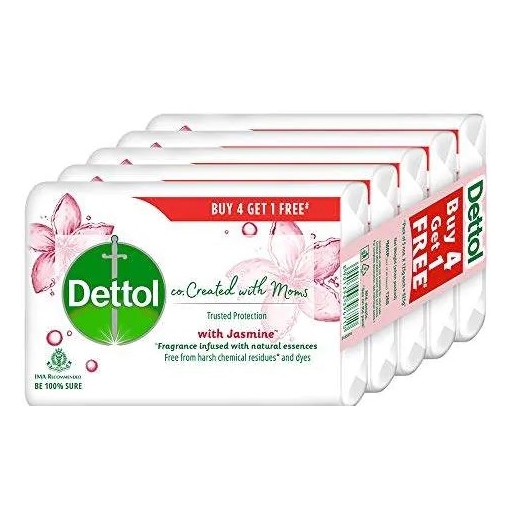 BUY 4 GET 1 FREE#
Dettol
co.Created with Moms
Trusted Protection
with Jasmine~
"Fragrance infused with natural essences
Free from harsh chemical residues* and dyes
IMA RECOMMENDED
BE 100% SURE
Dettol
Buy 4
Get 1
FREE